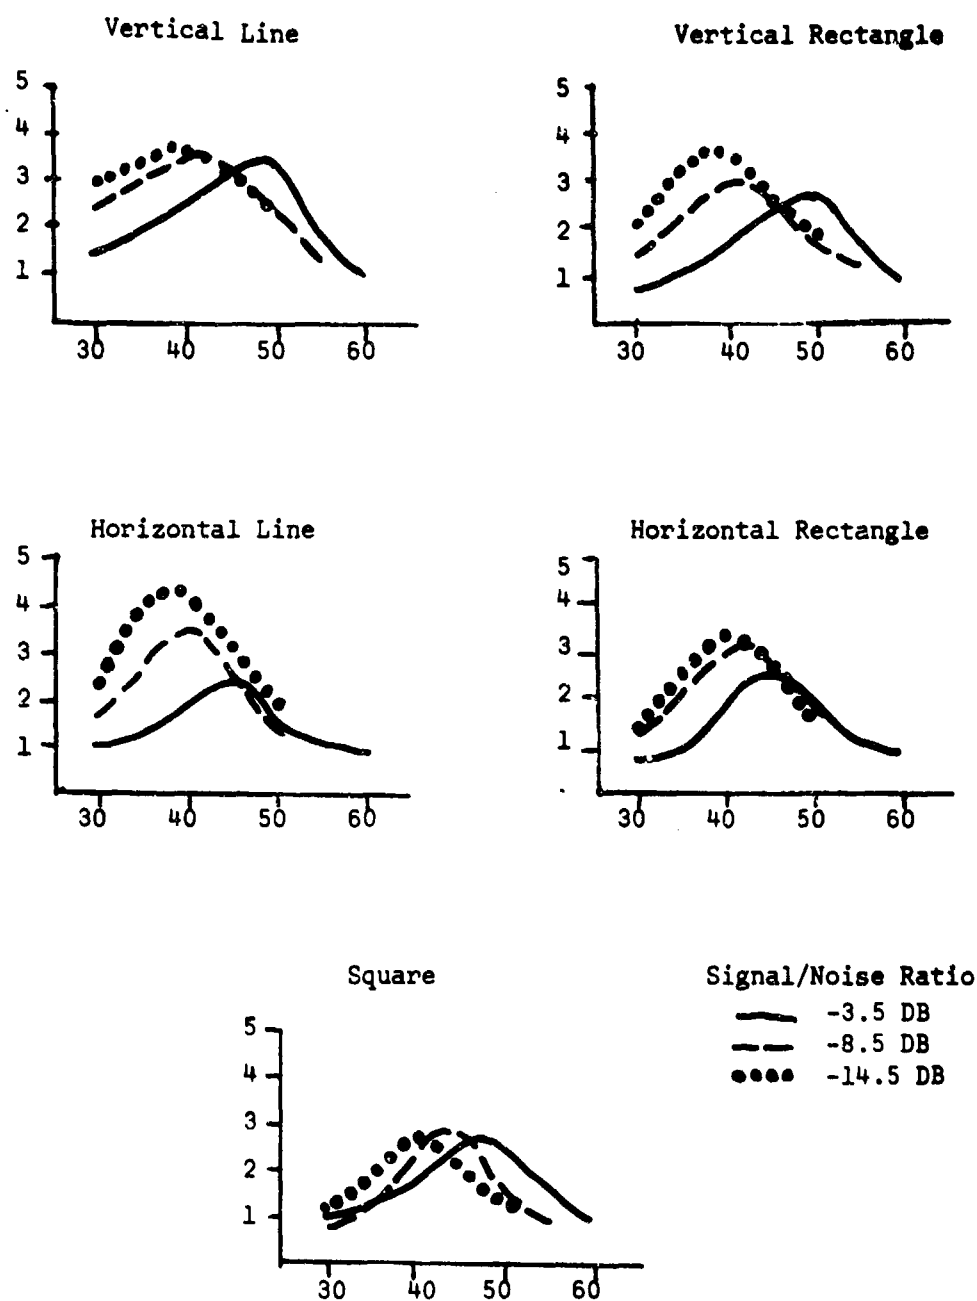 Vertical Line
5
4
3
2
1
30 40 50 60
Vertical Rectangle
5
4
3
2
1
30 40 50 60
Horizontal Line
5
4
3
2
1
30 40 50 60
Horizontal Rectangle
5
4
3
2
1
30 40 50 60
Square
5
4
3
2
1
30 40 50 60
Signal/Noise Ratio
-3.5 DB
-8.5 DB
-14.5 DB